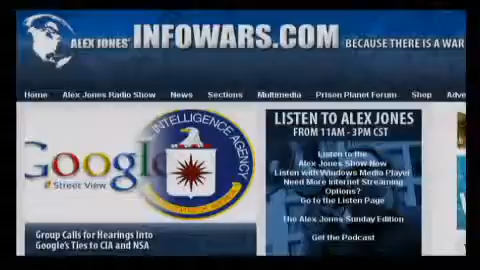 ALEX JONES' INFOWARS.COM BECAUSE THERE IS A WAR
Home Alex Jones Radio Show News Sections Multimedia Prison Planet Forum Shop Adve
Google
Street View
INTELLIGENCE AGENCY
LISTEN TO ALEX JONES
FROM 11AM - 3PM CST
Listen to the
Alex Jones Show Now
Listen with Windows Media Player
Need More Internet Streaming
Options?
Go to the Listen Page
The Alex Jones Sunday Edition
Get the Podcast
Group Calls for Hearings Into
Google's Ties to CIA and NSA